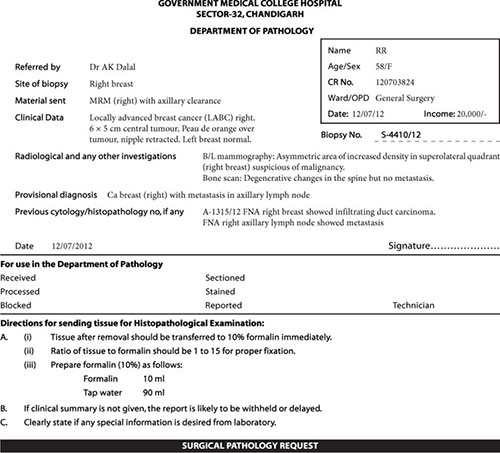 GOVERNMENT MEDICAL COLLEGE HOSPITAL
SECTOR-32, CHANDIGARH
DEPARTMENT OF PATHOLOGY
Name RR
Age/Sex 58/F
CR No. 120703824
Ward/OPD General Surgery
Date: 12/07/12 Income: 20,000/-
Referred by Dr AK Dalal
Site of biopsy Right breast
Material sent MRM (right) with axillary clearance
Clinical Data Locally advanced breast cancer (LABC) right.
6 × 5 cm central tumour, Peau de orange over
tumour, nipple retracted. Left breast normal.
Biopsy No. S-4410/12
Radiological and any other investigations B/L mammography: Asymmetric area of increased density in superolateral quadrant
(right breast) suspicious of malignancy.
Bone scan: Degenerative changes in the spine but no metastasis.
Provisional diagnosis Ca breast (right) with metastasis in axillary lymph node
Previous cytology/histopathology no, if any A-1315/12 FNA right breast showed infiltrating duct carcinoma.
FNA right axillary lymph node showed metastasis
Date 12/07/2012 Signature....................
For use in the Department of Pathology
Received Sectioned
Processed Stained
Blocked Reported Technician
Directions for sending tissue for Histopathological Examination:
A. (i) Tissue after removal should be transferred to 10% formalin immediately.
(ii) Ratio of tissue to formalin should be 1 to 15 for proper fixation.
(iii) Prepare formalin (10%) as follows:
Formalin 10 ml
Tap water 90 ml
B. If clinical summary is not given, the report is likely to be withheld or delayed.
C. Clearly state if any special information is desired from laboratory.
SURGICAL PATHOLOGY REQUEST